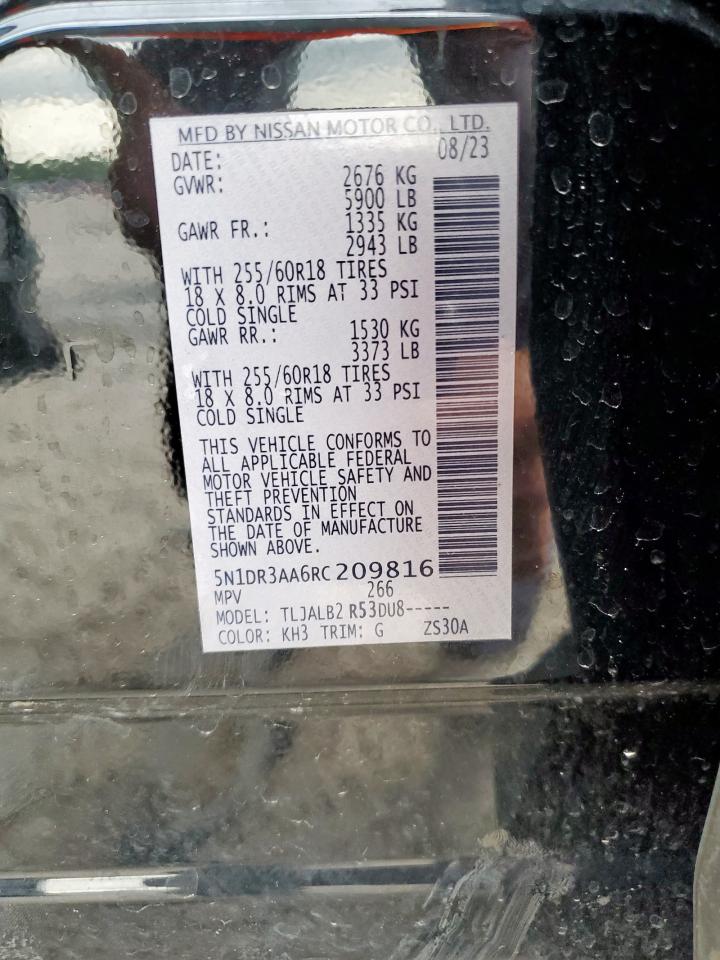 MFD BY NISSAN MOTOR CO., LTD.
DATE: 08/23
GVWR: 2676 KG
5900 LB
GAWR FR.: 1335 KG
2943 LB
WITH 255/60R18 TIRES
18 X 8.0 RIMS AT 33 PSI
COLD SINGLE
GAWR RR.: 1530 KG
3373 LB
WITH 255/60R18 TIRES
18 X 8.0 RIMS AT 33 PSI
COLD SINGLE
THIS VEHICLE CONFORMS TO
ALL APPLICABLE FEDERAL
MOTOR VEHICLE SAFETY AND
THEFT PREVENTION
STANDARDS IN EFFECT ON
THE DATE OF MANUFACTURE
SHOWN ABOVE.
5N1DR3AA6RC209816
MPV 266
MODEL: TLJALB2 R53DU8-----
COLOR: KH3 TRIM: G ZS30A